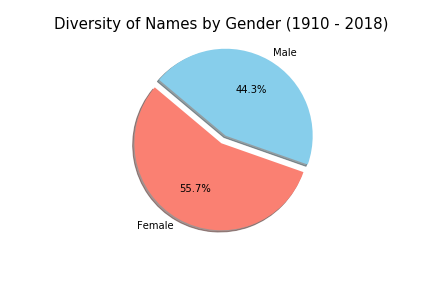 Diversity of Names by Gender (1910 - 2018)
Male
44.3%
55.7%
Female